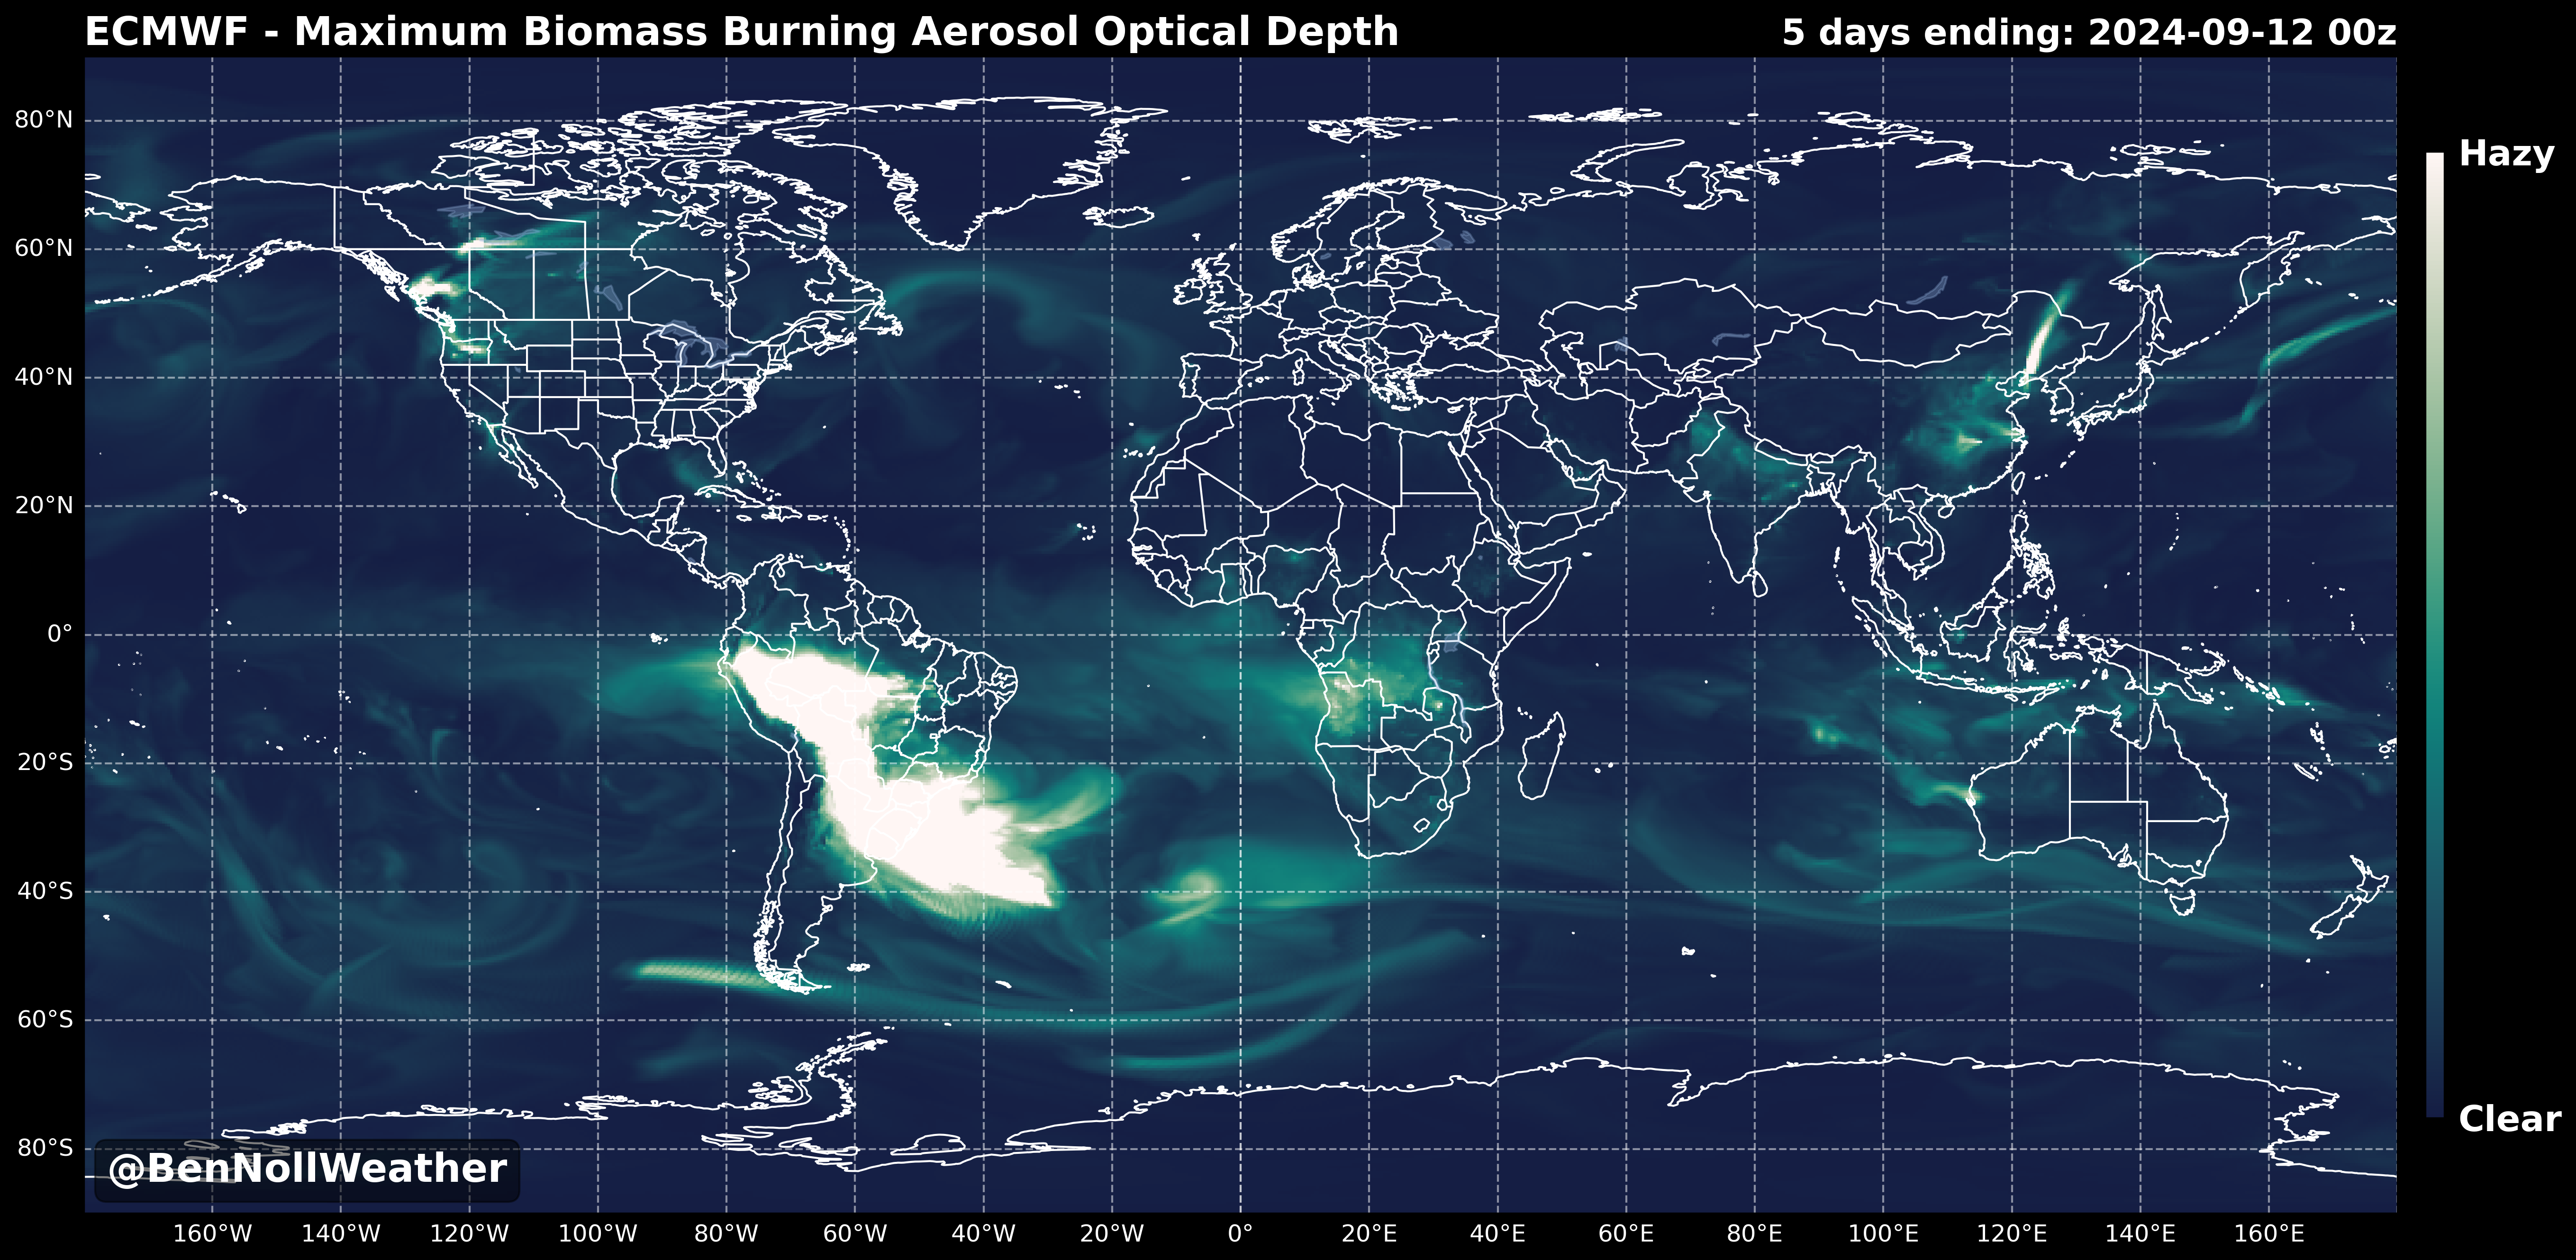 ECMWF - Maximum Biomass Burning Aerosol Optical Depth
5 days ending: 2024-09-12 00z
80°N
60°N
40°N
20°N
0°
20°S
40°S
60°S
80°S
Hazy
Clear
@BenNollWeather
160°W 140°W 120°W 100°W 80°W 60°W 40°W 20°W 0° 20°E 40°E 60°E 80°E 100°E 120°E 140°E 160°E